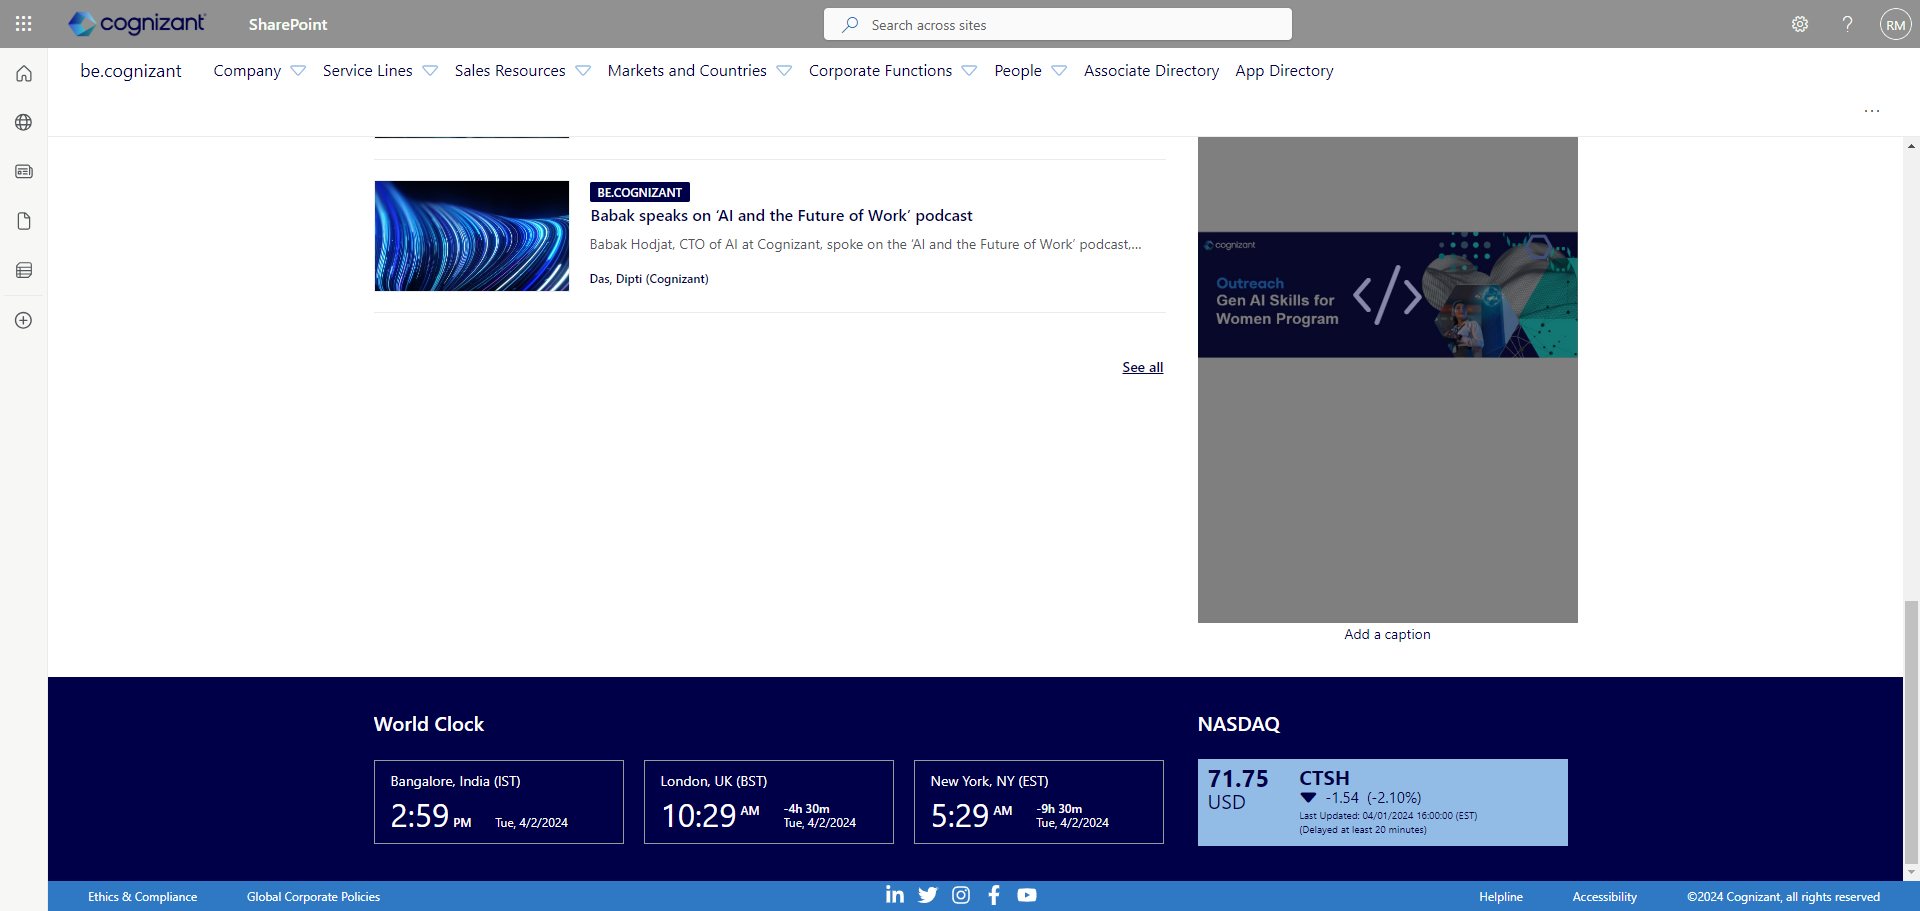 cognizant
SharePoint
Search across sites
RM
be.cognizant
Company
Service Lines
Sales Resources
Markets and Countries
Corporate Functions
People
Associate Directory
App Directory
BE.COGNIZANT
Babak speaks on ‘AI and the Future of Work’ podcast
Babak Hodjat, CTO of AI at Cognizant, spoke on the ‘AI and the Future of Work’ podcast,...
Das, Dipti (Cognizant)
See all
cognizant
Outreach
Gen AI Skills for
Women Program
</>
Add a caption
World Clock
Bangalore, India (IST)
2:59 PM
Tue, 4/2/2024
London, UK (BST)
10:29 AM
-4h 30m
Tue, 4/2/2024
New York, NY (EST)
5:29 AM
-9h 30m
Tue, 4/2/2024
NASDAQ
71.75
USD
CTSH
-1.54 (-2.10%)
Last Updated: 04/01/2024 16:00:00 (EST)
(Delayed at least 20 minutes)
Ethics & Compliance
Global Corporate Policies
Helpline
Accessibility
©2024 Cognizant, all rights reserved